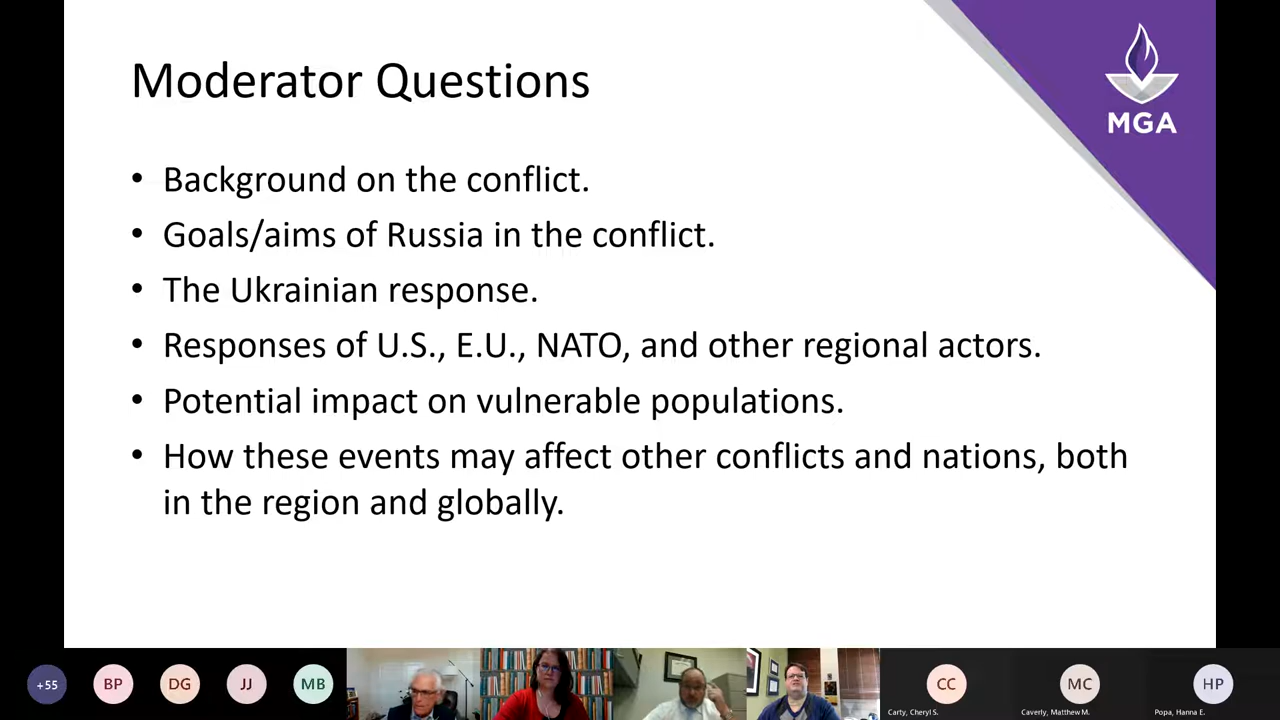 Moderator Questions
MGA
• Background on the conflict.
• Goals/aims of Russia in the conflict.
• The Ukrainian response.
• Responses of U.S., E.U., NATO, and other regional actors.
• Potential impact on vulnerable populations.
• How these events may affect other conflicts and nations, both
in the region and globally.
+55
BP
DG
JJ
MB
CC
MC
HP
Carty, Cheryl S.
Caverly, Matthew M.
Popa, Hanna E.